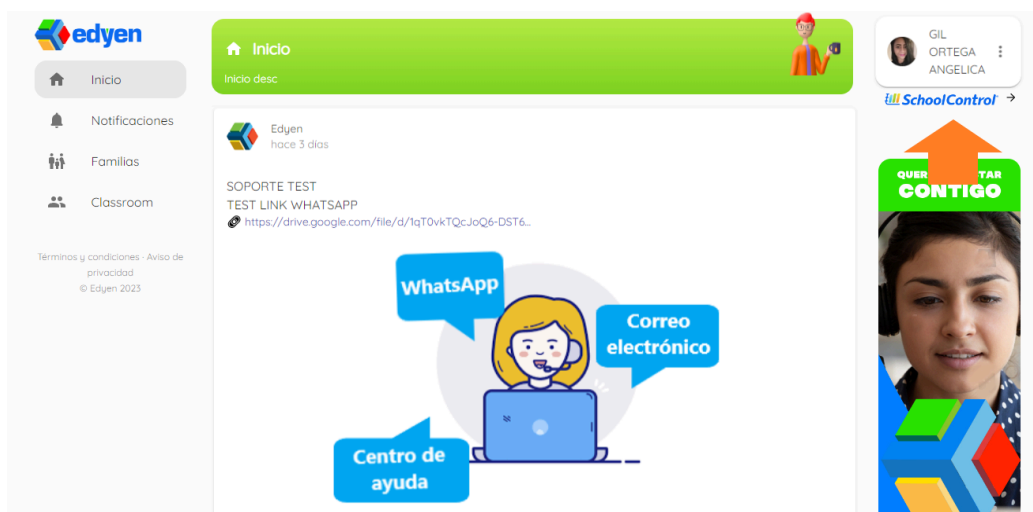 edyen
Inicio
Notificaciones
Familias
Classroom
Términos y condiciones · Aviso de
privacidad
© Edyen 2023
Inicio
Inicio desc
Edyen
hace 3 días
SOPORTE TEST
TEST LINK WHATSAPP
https://drive.google.com/file/d/1qT0vkTQcJoQ6-DST6...
WhatsApp
Correo
electrónico
Centro de
ayuda
GIL
ORTEGA
ANGELICA
SchoolControl
CONTIGO